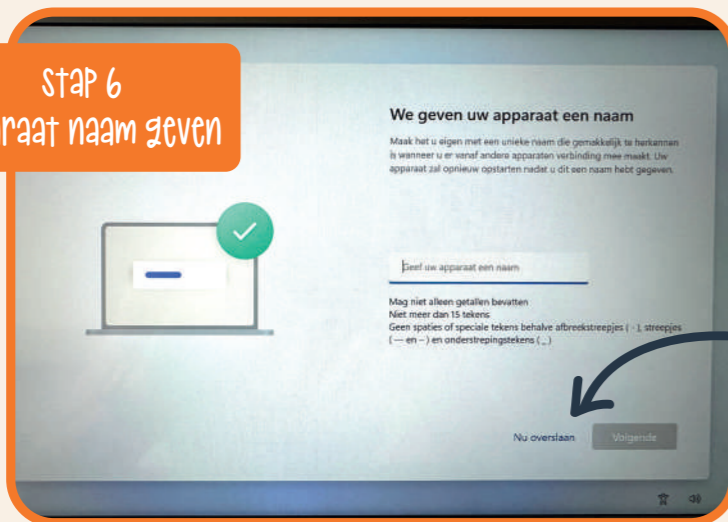 Stap 6
raat naam geven
We geven uw apparaat een naam
Maak het u eigen met een unieke naam die gemakkelijk te herkennen
is wanneer u er vanaf andere apparaten verbinding mee maakt. Uw
apparaat zal opnieuw opstarten nadat u dit een naam hebt gegeven.
Geef uw apparaat een naam
Mag niet alleen getallen bevatten
Niet meer dan 15 tekens
Geen spaties of speciale tekens behalve afbreekstreepjes ( - ), streepjes
( — en – ) en onderstrepingstekens ( _ )
Nu overslaan
Volgende